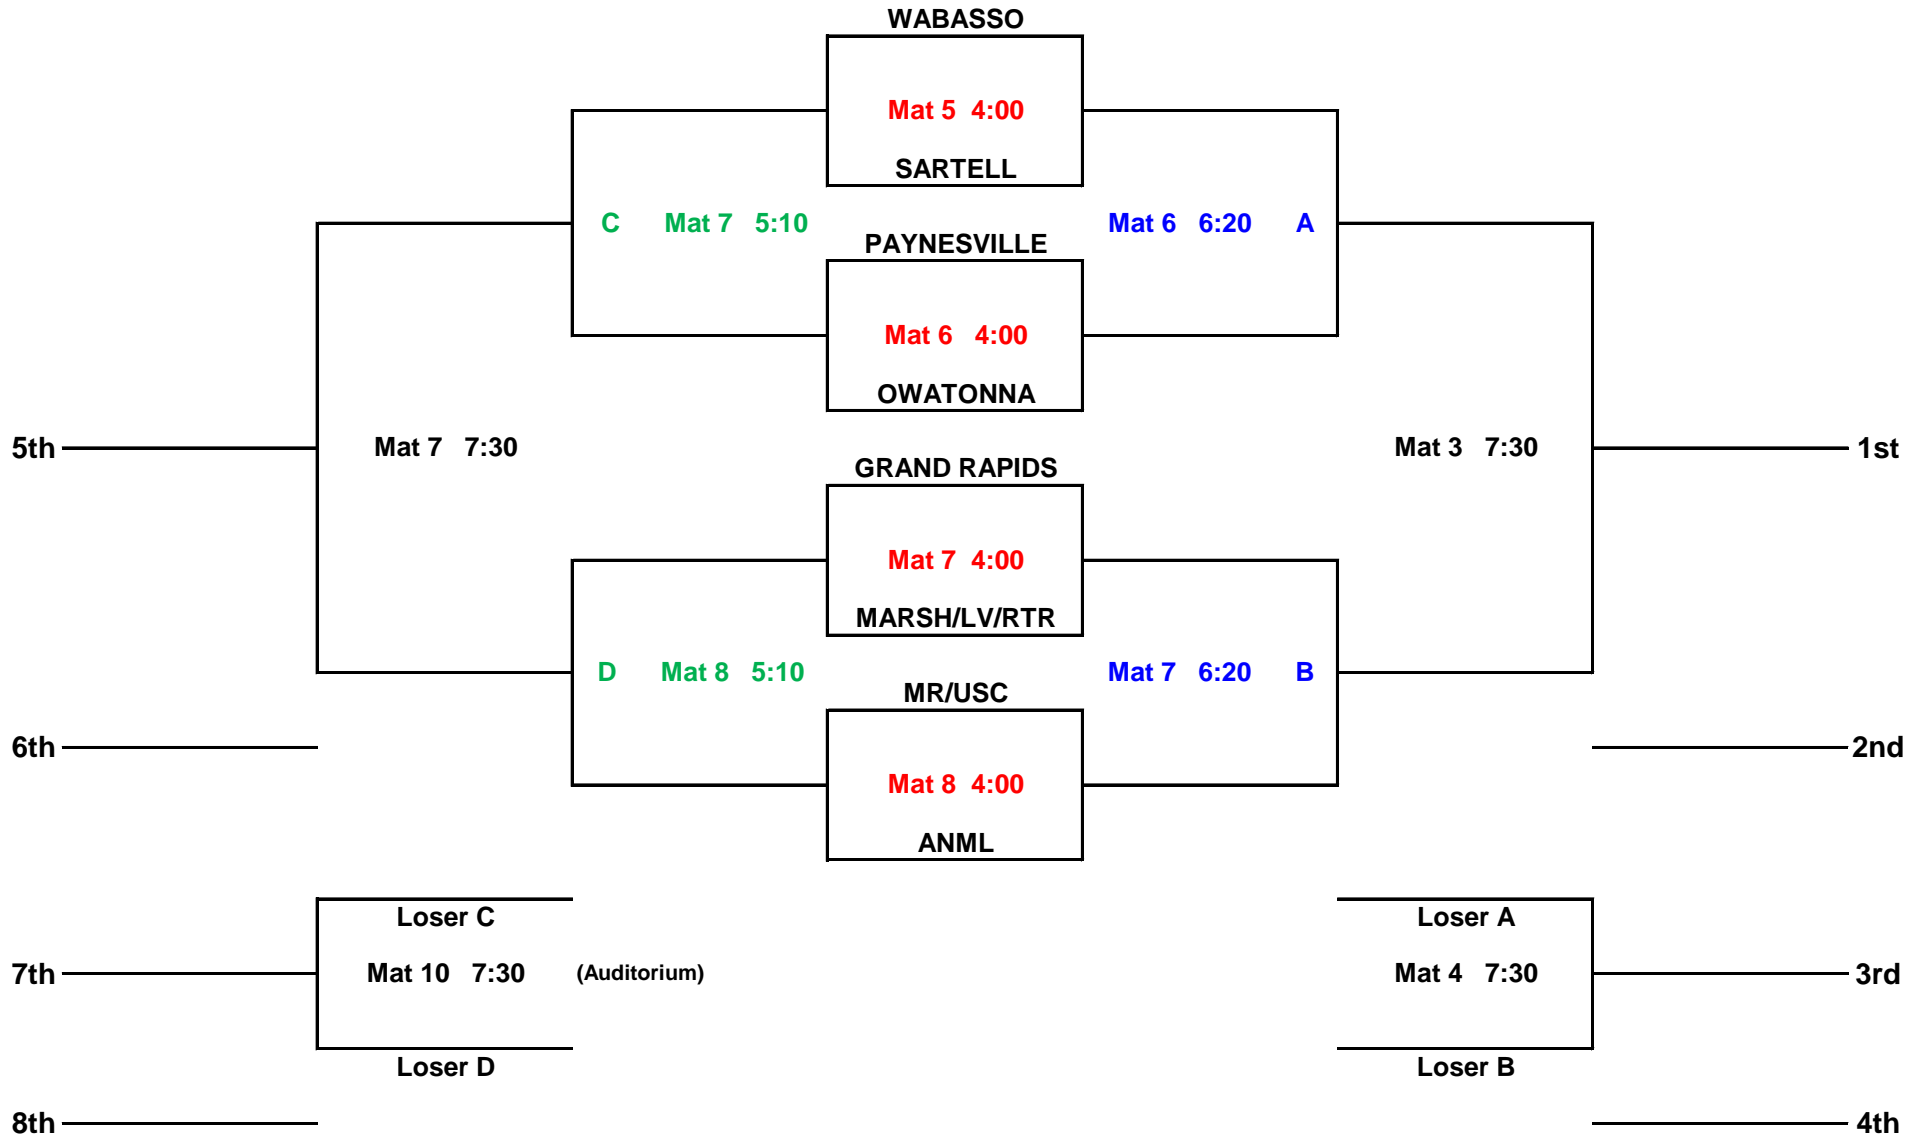 WABASSO
Mat 5 4:00
SARTELL
C Mat 7 5:10
Mat 6 6:20 A
PAYNESVILLE
Mat 6 4:00
OWATONNA
5th
Mat 7 7:30
Mat 3 7:30
1st
GRAND RAPIDS
Mat 7 4:00
MARSH/LV/RTR
D Mat 8 5:10
Mat 7 6:20 B
MR/USC
6th
2nd
Mat 8 4:00
ANML
Loser C
Loser A
7th
Mat 10 7:30
(Auditorium)
Mat 4 7:30
3rd
Loser D
Loser B
8th
4th